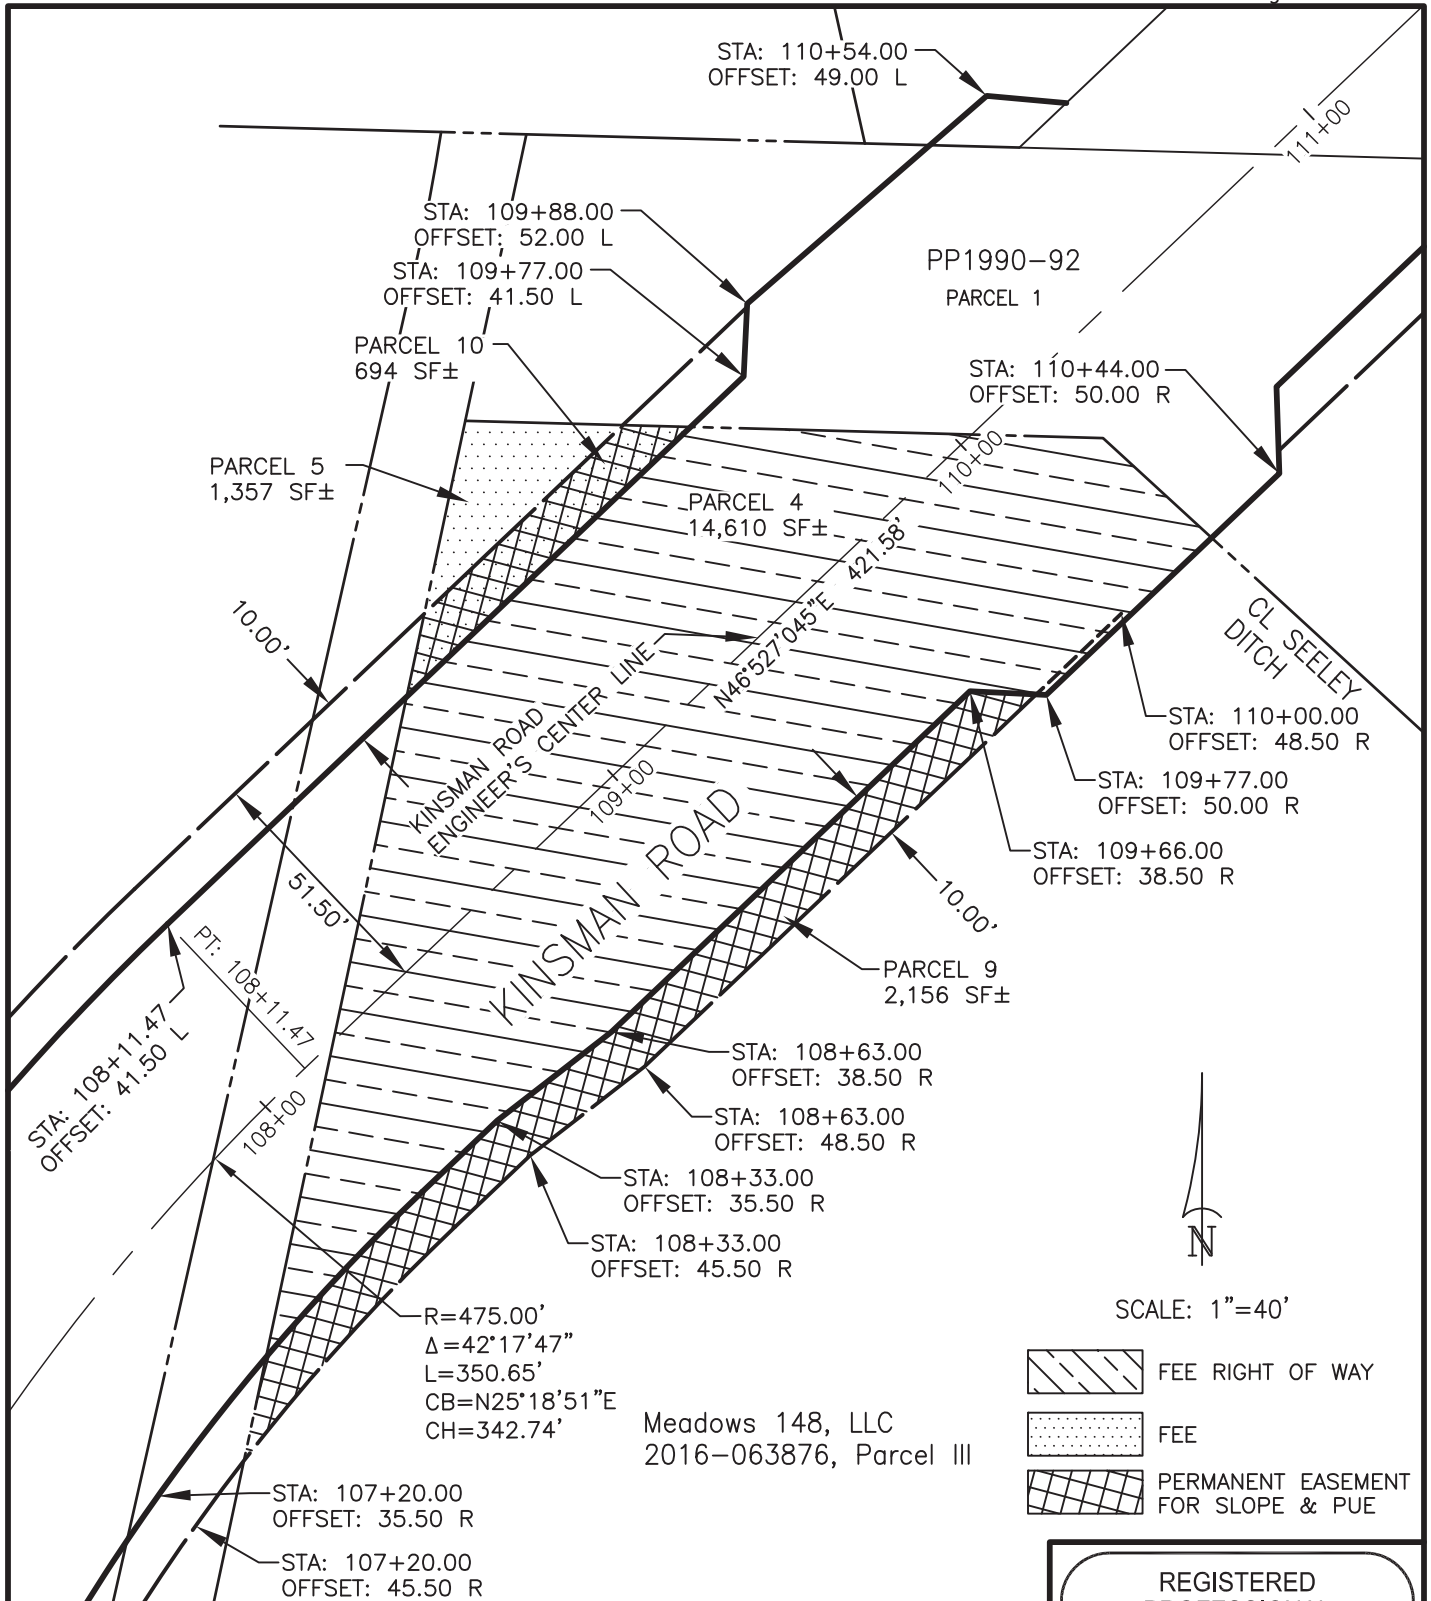 STA: 110+54.00
OFFSET: 49.00 L
111+00
STA: 109+88.00
OFFSET: 52.00 L
STA: 109+77.00
OFFSET: 41.50 L
PP1990-92
PARCEL 1
PARCEL 10
694 SF±
STA: 110+44.00
OFFSET: 50.00 R
PARCEL 5
1,357 SF±
110+00
PARCEL 4
14,610 SF±
N46°527'045"E 421.58'
10.00'
CL SEELEY
DITCH
KINSMAN ROAD
ENGINEER'S CENTER LINE
109+00
STA: 110+00.00
OFFSET: 48.50 R
STA: 109+77.00
OFFSET: 50.00 R
STA: 109+66.00
OFFSET: 38.50 R
KINSMAN ROAD
51.50'
10.00'
PT: 108+11.47
PARCEL 9
2,156 SF±
STA: 108+11.47
OFFSET: 41.50 L
108+00
STA: 108+63.00
OFFSET: 38.50 R
STA: 108+63.00
OFFSET: 48.50 R
STA: 108+33.00
OFFSET: 35.50 R
STA: 108+33.00
OFFSET: 45.50 R
N
SCALE: 1"=40'
R=475.00'
Δ=42°17'47"
L=350.65'
CB=N25°18'51"E
CH=342.74'
FEE RIGHT OF WAY
FEE
PERMANENT EASEMENT
FOR SLOPE & PUE
Meadows 148, LLC
2016-063876, Parcel III
STA: 107+20.00
OFFSET: 35.50 R
STA: 107+20.00
OFFSET: 45.50 R
REGISTERED